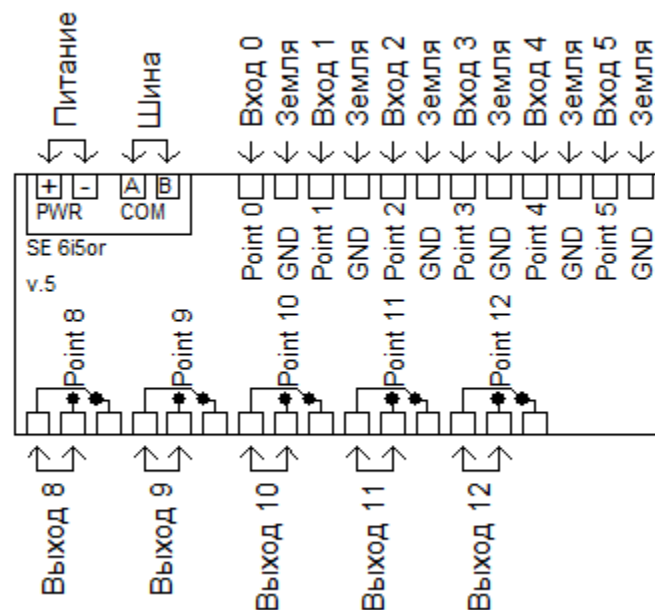 Питание
Шина
Вход 0
Земля
Вход 1
Земля
Вход 2
Земля
Вход 3
Земля
Вход 4
Земля
Вход 5
Земля
+ - A B
PWR COM
SE 6i5or
v.5
Point 0
GND
Point 1
GND
Point 2
GND
Point 3
GND
Point 4
GND
Point 5
GND
Point 8
Point 9
Point 10
Point 11
Point 12
Выход 8
Выход 9
Выход 10
Выход 11
Выход 12